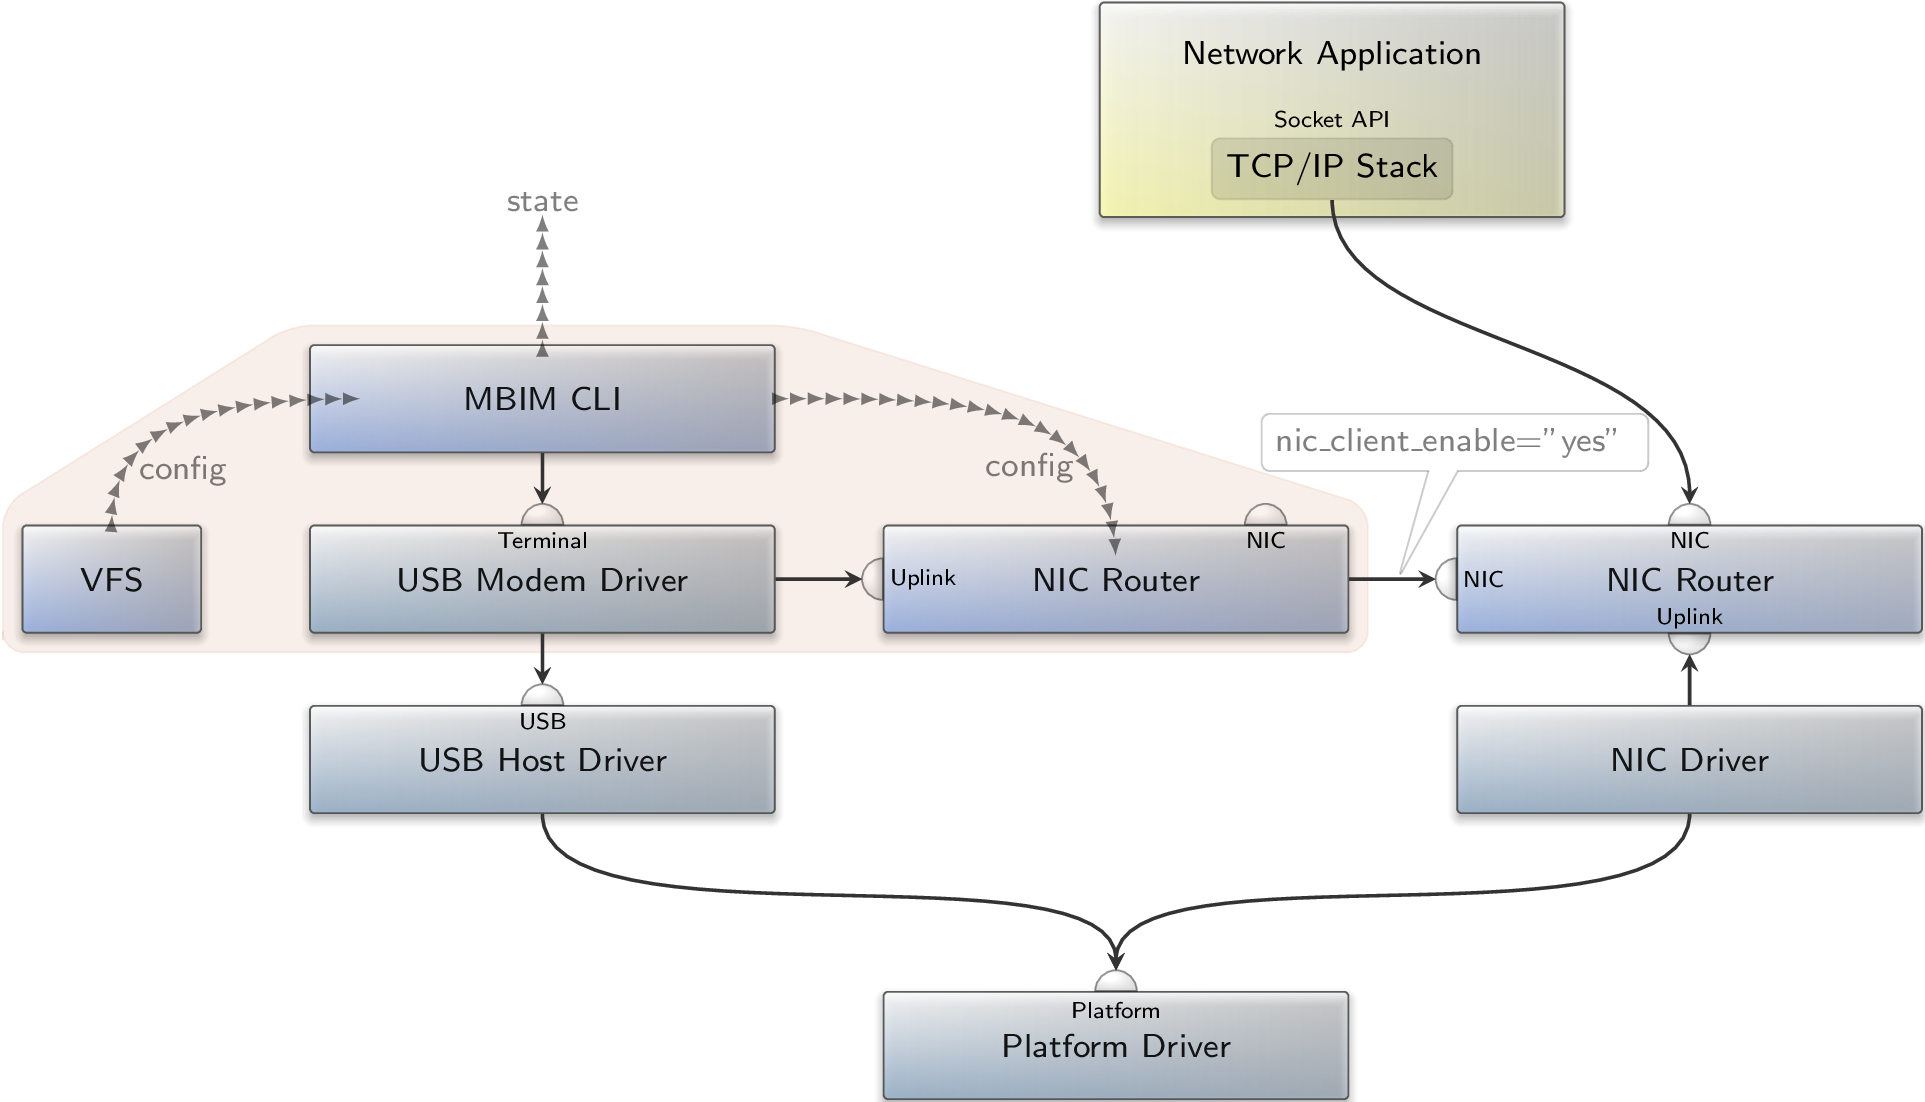 Network Application
Socket API
TCP/IP Stack
state
MBIM CLI
config
config
nic_client_enable="yes"
VFS
Terminal
USB Modem Driver
Uplink
NIC
NIC Router
NIC
NIC
NIC Router
Uplink
USB
USB Host Driver
NIC Driver
Platform
Platform Driver